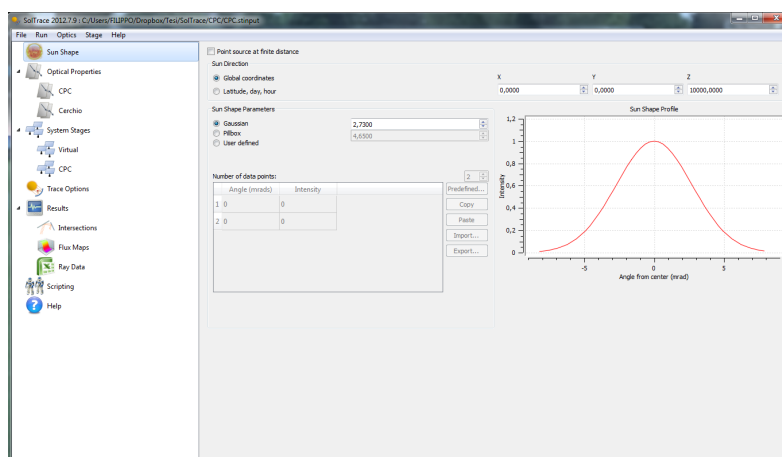 SolTrace 2012.7.9 : C:/Users/FILIPPO/Dropbox/Tesi/SolTrace/CPC/CPC.stinput
File Run Optics Stage Help
Sun Shape
Optical Properties
CPC
Cerchio
System Stages
Virtual
CPC
Trace Options
Results
Intersections
Flux Maps
Ray Data
Scripting
Help
Point source at finite distance
Sun Direction
Global coordinates
Latitude, day, hour
X Y Z
0,0000 0,0000 10000,0000
Sun Shape Parameters
Gaussian 2,7300
Pillbox 4,6500
User defined
Number of data points: 2
Angle (mrads) Intensity
1 0 0
2 0 0
Predefined...
Copy
Paste
Import...
Export...
Sun Shape Profile
1,2
1
0,8
0,6
0,4
0,2
0
Intensity
-5 0 5
Angle from center (mrad)